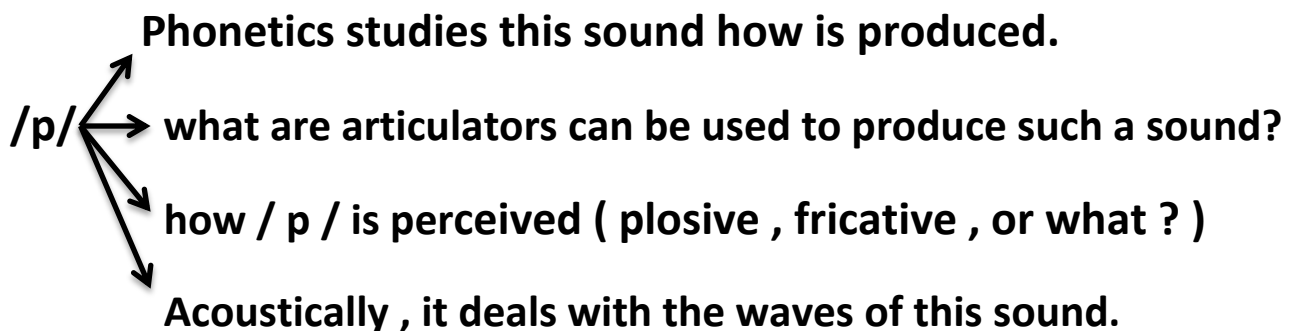 Phonetics studies this sound how is produced.
/p/ what are articulators can be used to produce such a sound?
how / p / is perceived ( plosive , fricative , or what ? )
Acoustically , it deals with the waves of this sound.